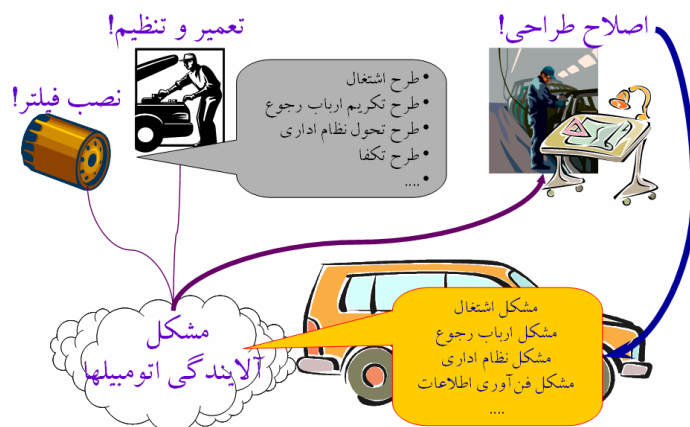 اصلاح طراحی!
تعمیر و تنظیم!
نصب فیلتر!
• طرح اشتغال
• طرح تکریم ارباب رجوع
• طرح تحول نظام اداری
• طرح تکفا
• ....
مشکل
آلایندگی اتومبیلها
مشکل اشتغال
مشکل ارباب رجوع
مشکل نظام اداری
مشکل فن‌آوری اطلاعات
....